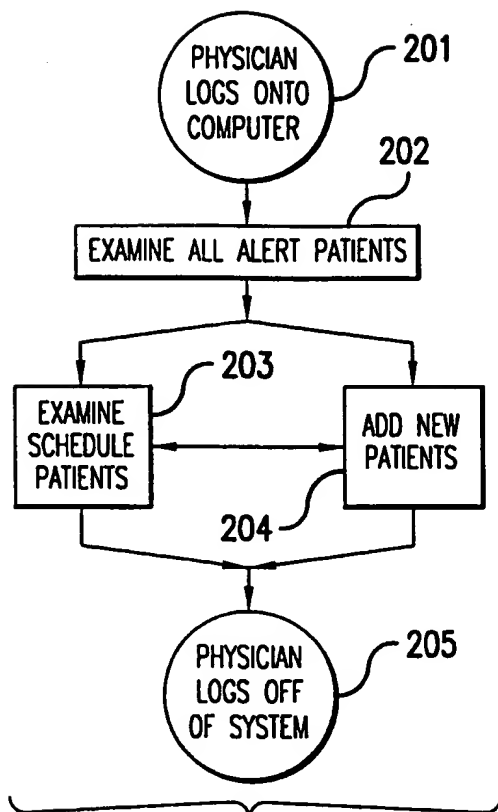 PHYSICIAN
LOGS ONTO
COMPUTER
201
202
EXAMINE ALL ALERT PATIENTS
203
EXAMINE
SCHEDULE
PATIENTS
ADD NEW
PATIENTS
204
205
PHYSICIAN
LOGS OFF
OF SYSTEM